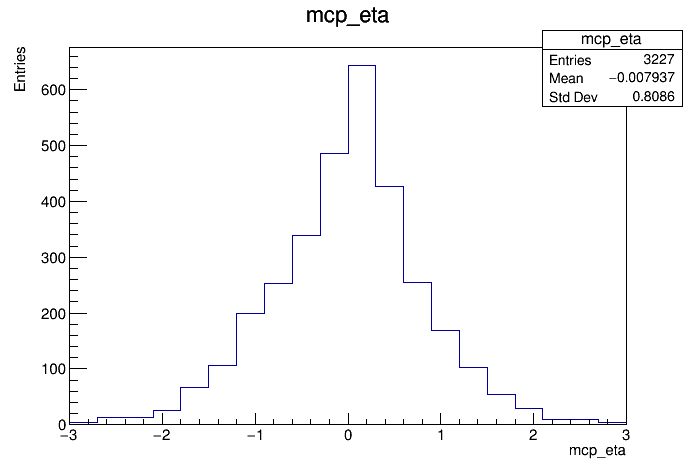 mcp_eta
mcp_eta
Entries 3227
Mean −0.007937
Std Dev 0.8086
Entries
600
500
400
300
200
100
0
−3 −2 −1 0 1 2 3
mcp_eta